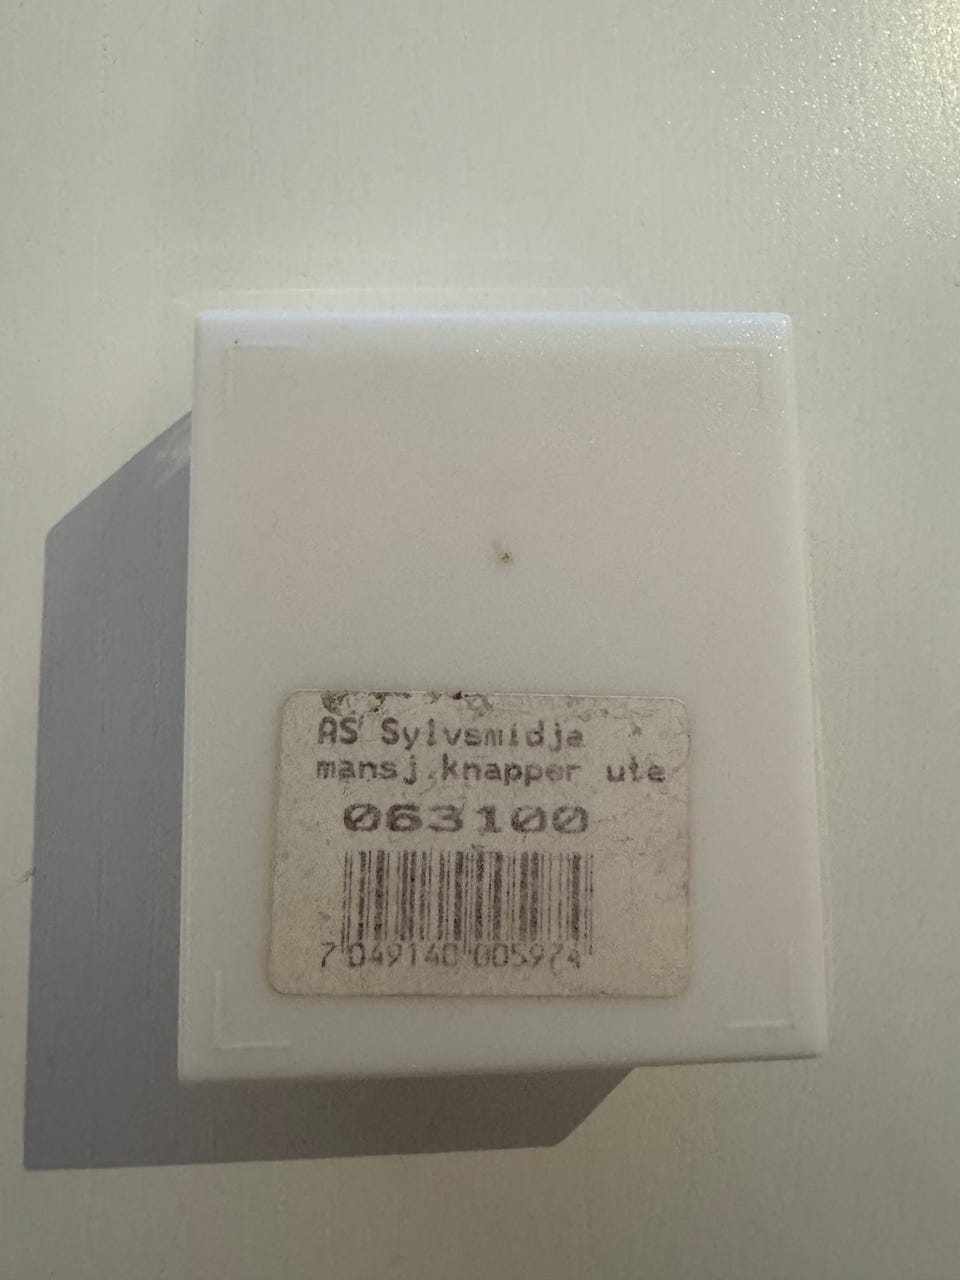 AS Sylvsmidja
mansj.knapper ute
063100
7 049140 005974